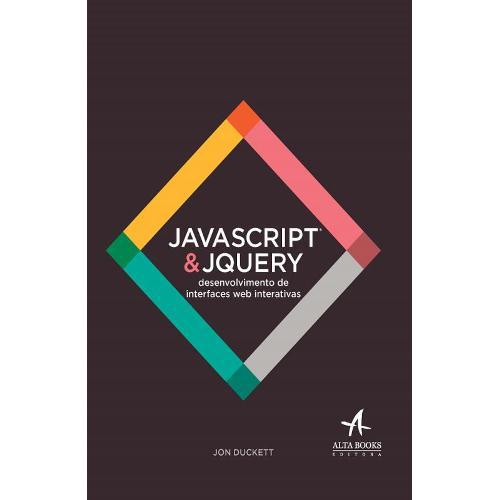 JAVASCRIPT®
& JQUERY
desenvolvimento de
interfaces web interativas
JON DUCKETT
A
ALTA BOOKS
EDITORA